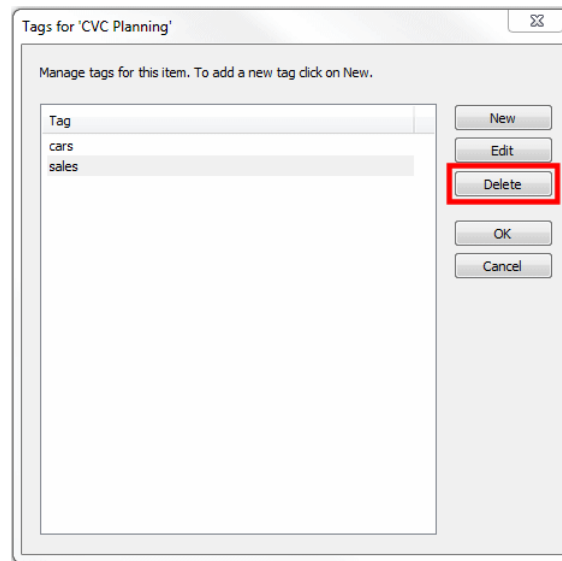 Tags for 'CVC Planning'
Manage tags for this item. To add a new tag click on New.
Tag
cars
sales
New
Edit
Delete
OK
Cancel